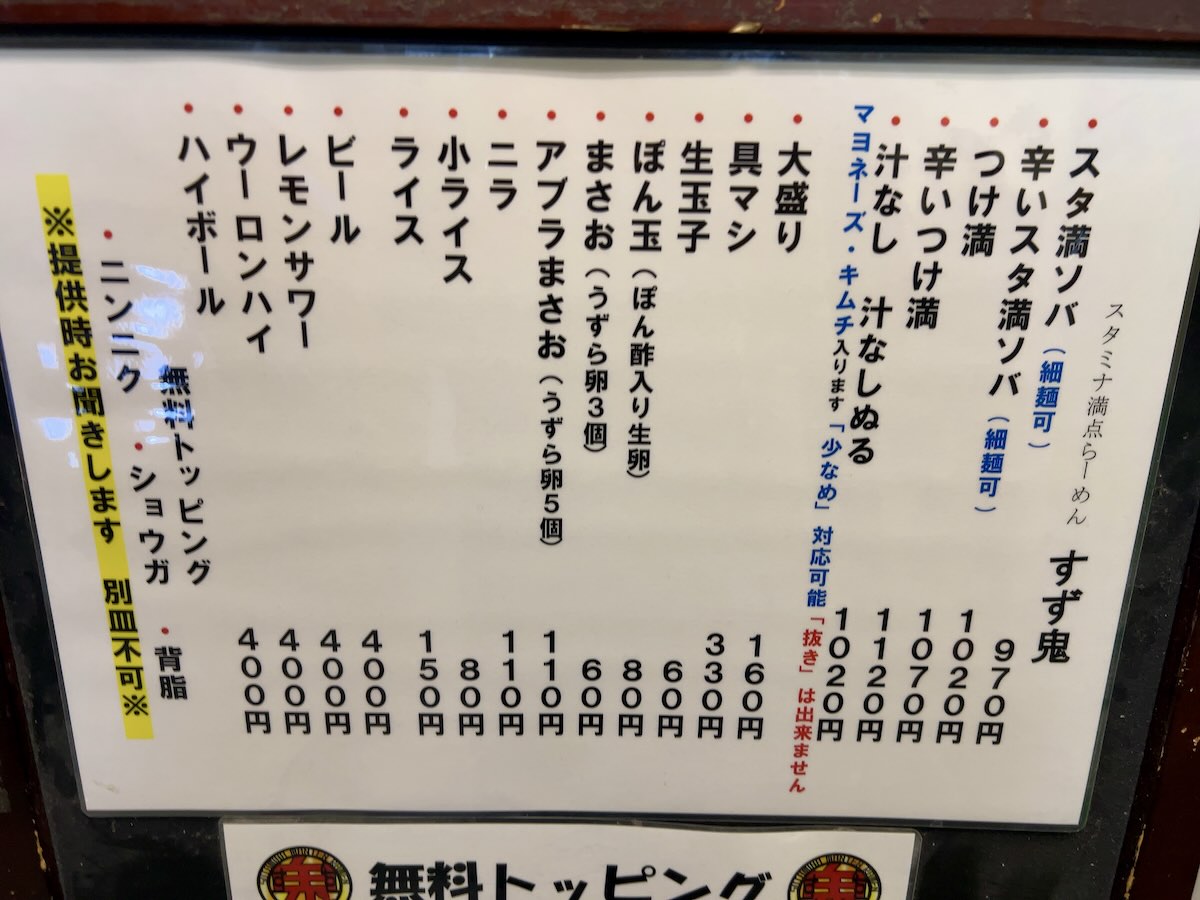 スタミナ満点らーめん すず鬼
・スタ満ソバ（細麺可） 970円
・辛いスタ満ソバ（細麺可） 1020円
・つけ満 1070円
・辛いつけ満 1120円
・汁なし 汁なしぬる 1020円
マヨネーズ・キムチ入ります「少なめ」対応可能「抜き」は出来ません
・大盛り 160円
・具マシ 330円
・生玉子 60円
・ぽん玉（ぽん酢入り生卵） 80円
・まさお（うずら卵3個） 60円
・アブラまさお（うずら卵5個） 110円
・ニラ 110円
・小ライス 80円
・ライス 150円
・ビール 400円
・レモンサワー 400円
・ウーロンハイ 400円
・ハイボール 400円
無料トッピング
・ニンニク ・ショウガ ・背脂
※提供時お聞きします 別皿不可※
無料トッピング